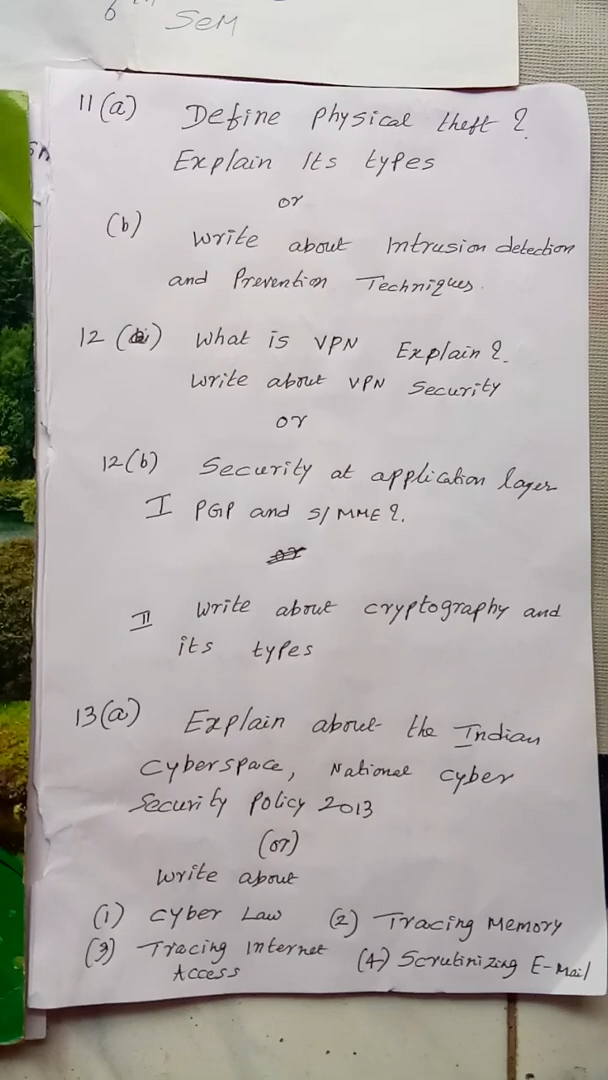 6th
SeM
11(a) Define Physical theft?
Explain Its types
or
(b) Write about Intrusion detection
and Prevention Techniques.
12 ( ) What is VPN Explain?.
Write about VPN Security
or
12(b) Security at application layer
I PGP and S/MME?.
II Write about cryptography and
its types
13(a) Explain about the Indian
Cyberspace, National cyber
Security Policy 2013
(or)
Write about
(1) Cyber Law (2) Tracing Memory
(3) Tracing Internet (4) Scrutinizing E-Mail
Access